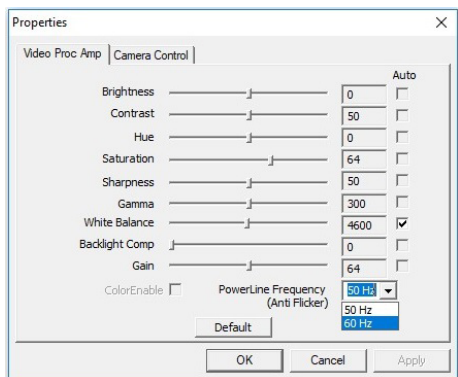 Properties
Video Proc Amp Camera Control
Auto
Brightness 0
Contrast 50
Hue 0
Saturation 64
Sharpness 50
Gamma 300
White Balance 4600
Backlight Comp 0
Gain 64
ColorEnable PowerLine Frequency 50 Hz
(Anti Flicker)
50 Hz
60 Hz
Default
OK Cancel Apply